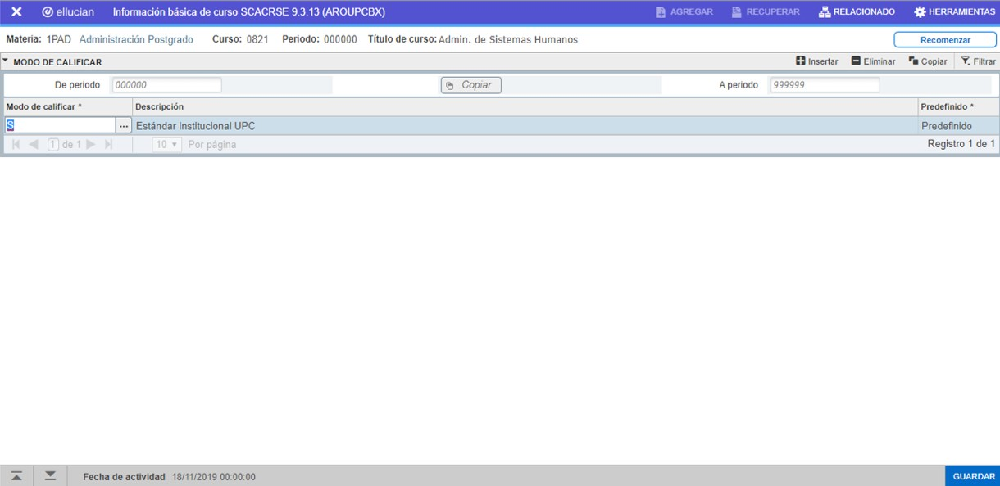 ellucian Información básica de curso SCACRSE 9.3.13 (AROUPCBX) AGREGAR RECUPERAR RELACIONADO HERRAMIENTAS
Materia: 1PAD Administración Postgrado Curso: 0821 Periodo: 000000 Título de curso: Admin. de Sistemas Humanos Recomenzar
MODO DE CALIFICAR Insertar Eliminar Copiar Filtrar
De periodo 000000 Copiar A periodo 999999
Modo de calificar * Descripción Predefinido *
S ... Estándar Institucional UPC Predefinido
1 de 1 10 Por página Registro 1 de 1
Fecha de actividad 18/11/2019 00:00:00 GUARDAR